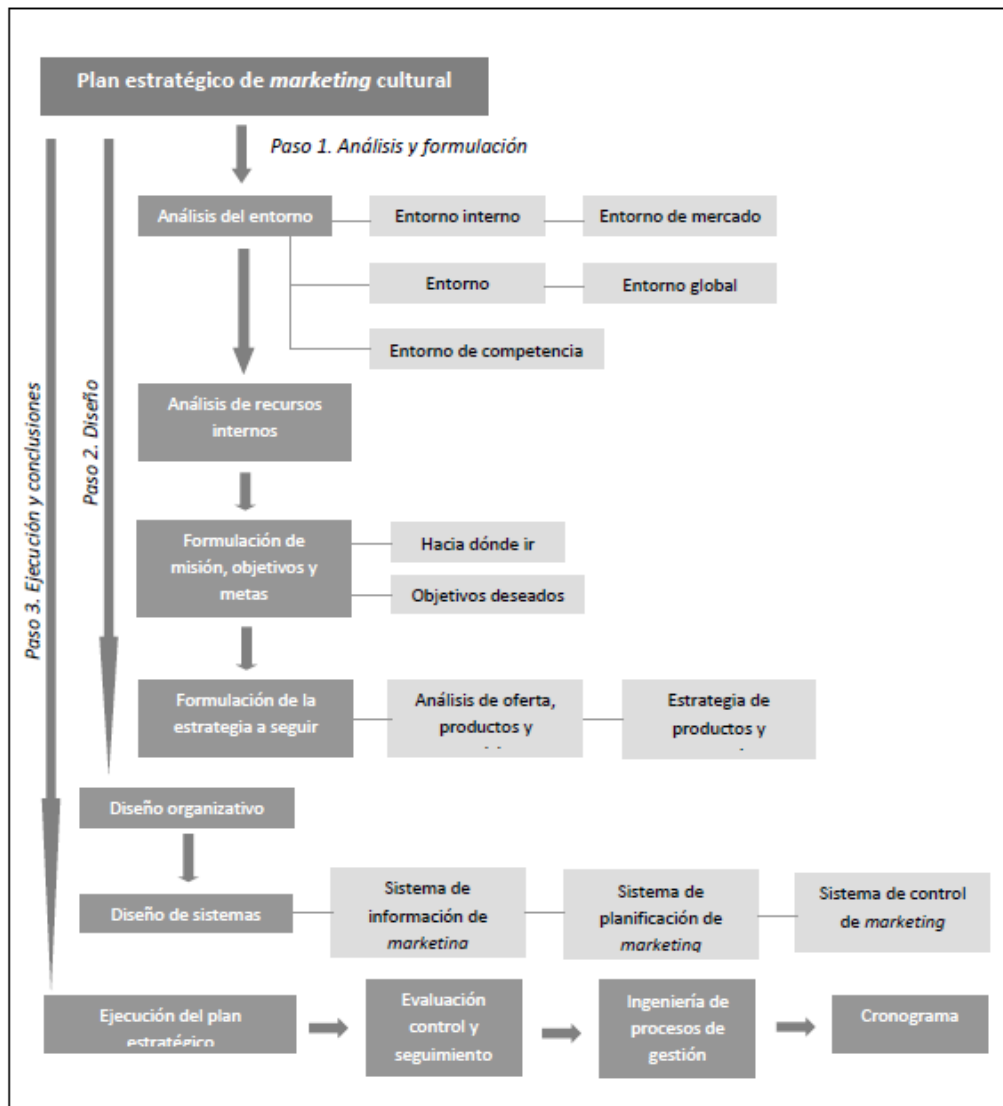 Plan estratégico de marketing cultural
Paso 1. Análisis y formulación
Análisis del entorno
Entorno interno
Entorno de mercado
Entorno
Entorno global
Entorno de competencia
Análisis de recursos
internos
Formulación de
misión, objetivos y
metas
Hacia dónde ir
Objetivos deseados
Formulación de la
estrategia a seguir
Análisis de oferta,
productos y
Estrategia de
productos y
Paso 2. Diseño
Diseño organizativo
Diseño de sistemas
Sistema de
información de
marketing
Sistema de
planificación de
marketing
Sistema de control
de marketing
Paso 3. Ejecución y conclusiones
Ejecución del plan
estratégico
Evaluación
control y
seguimiento
Ingeniería de
procesos de
gestión
Cronograma